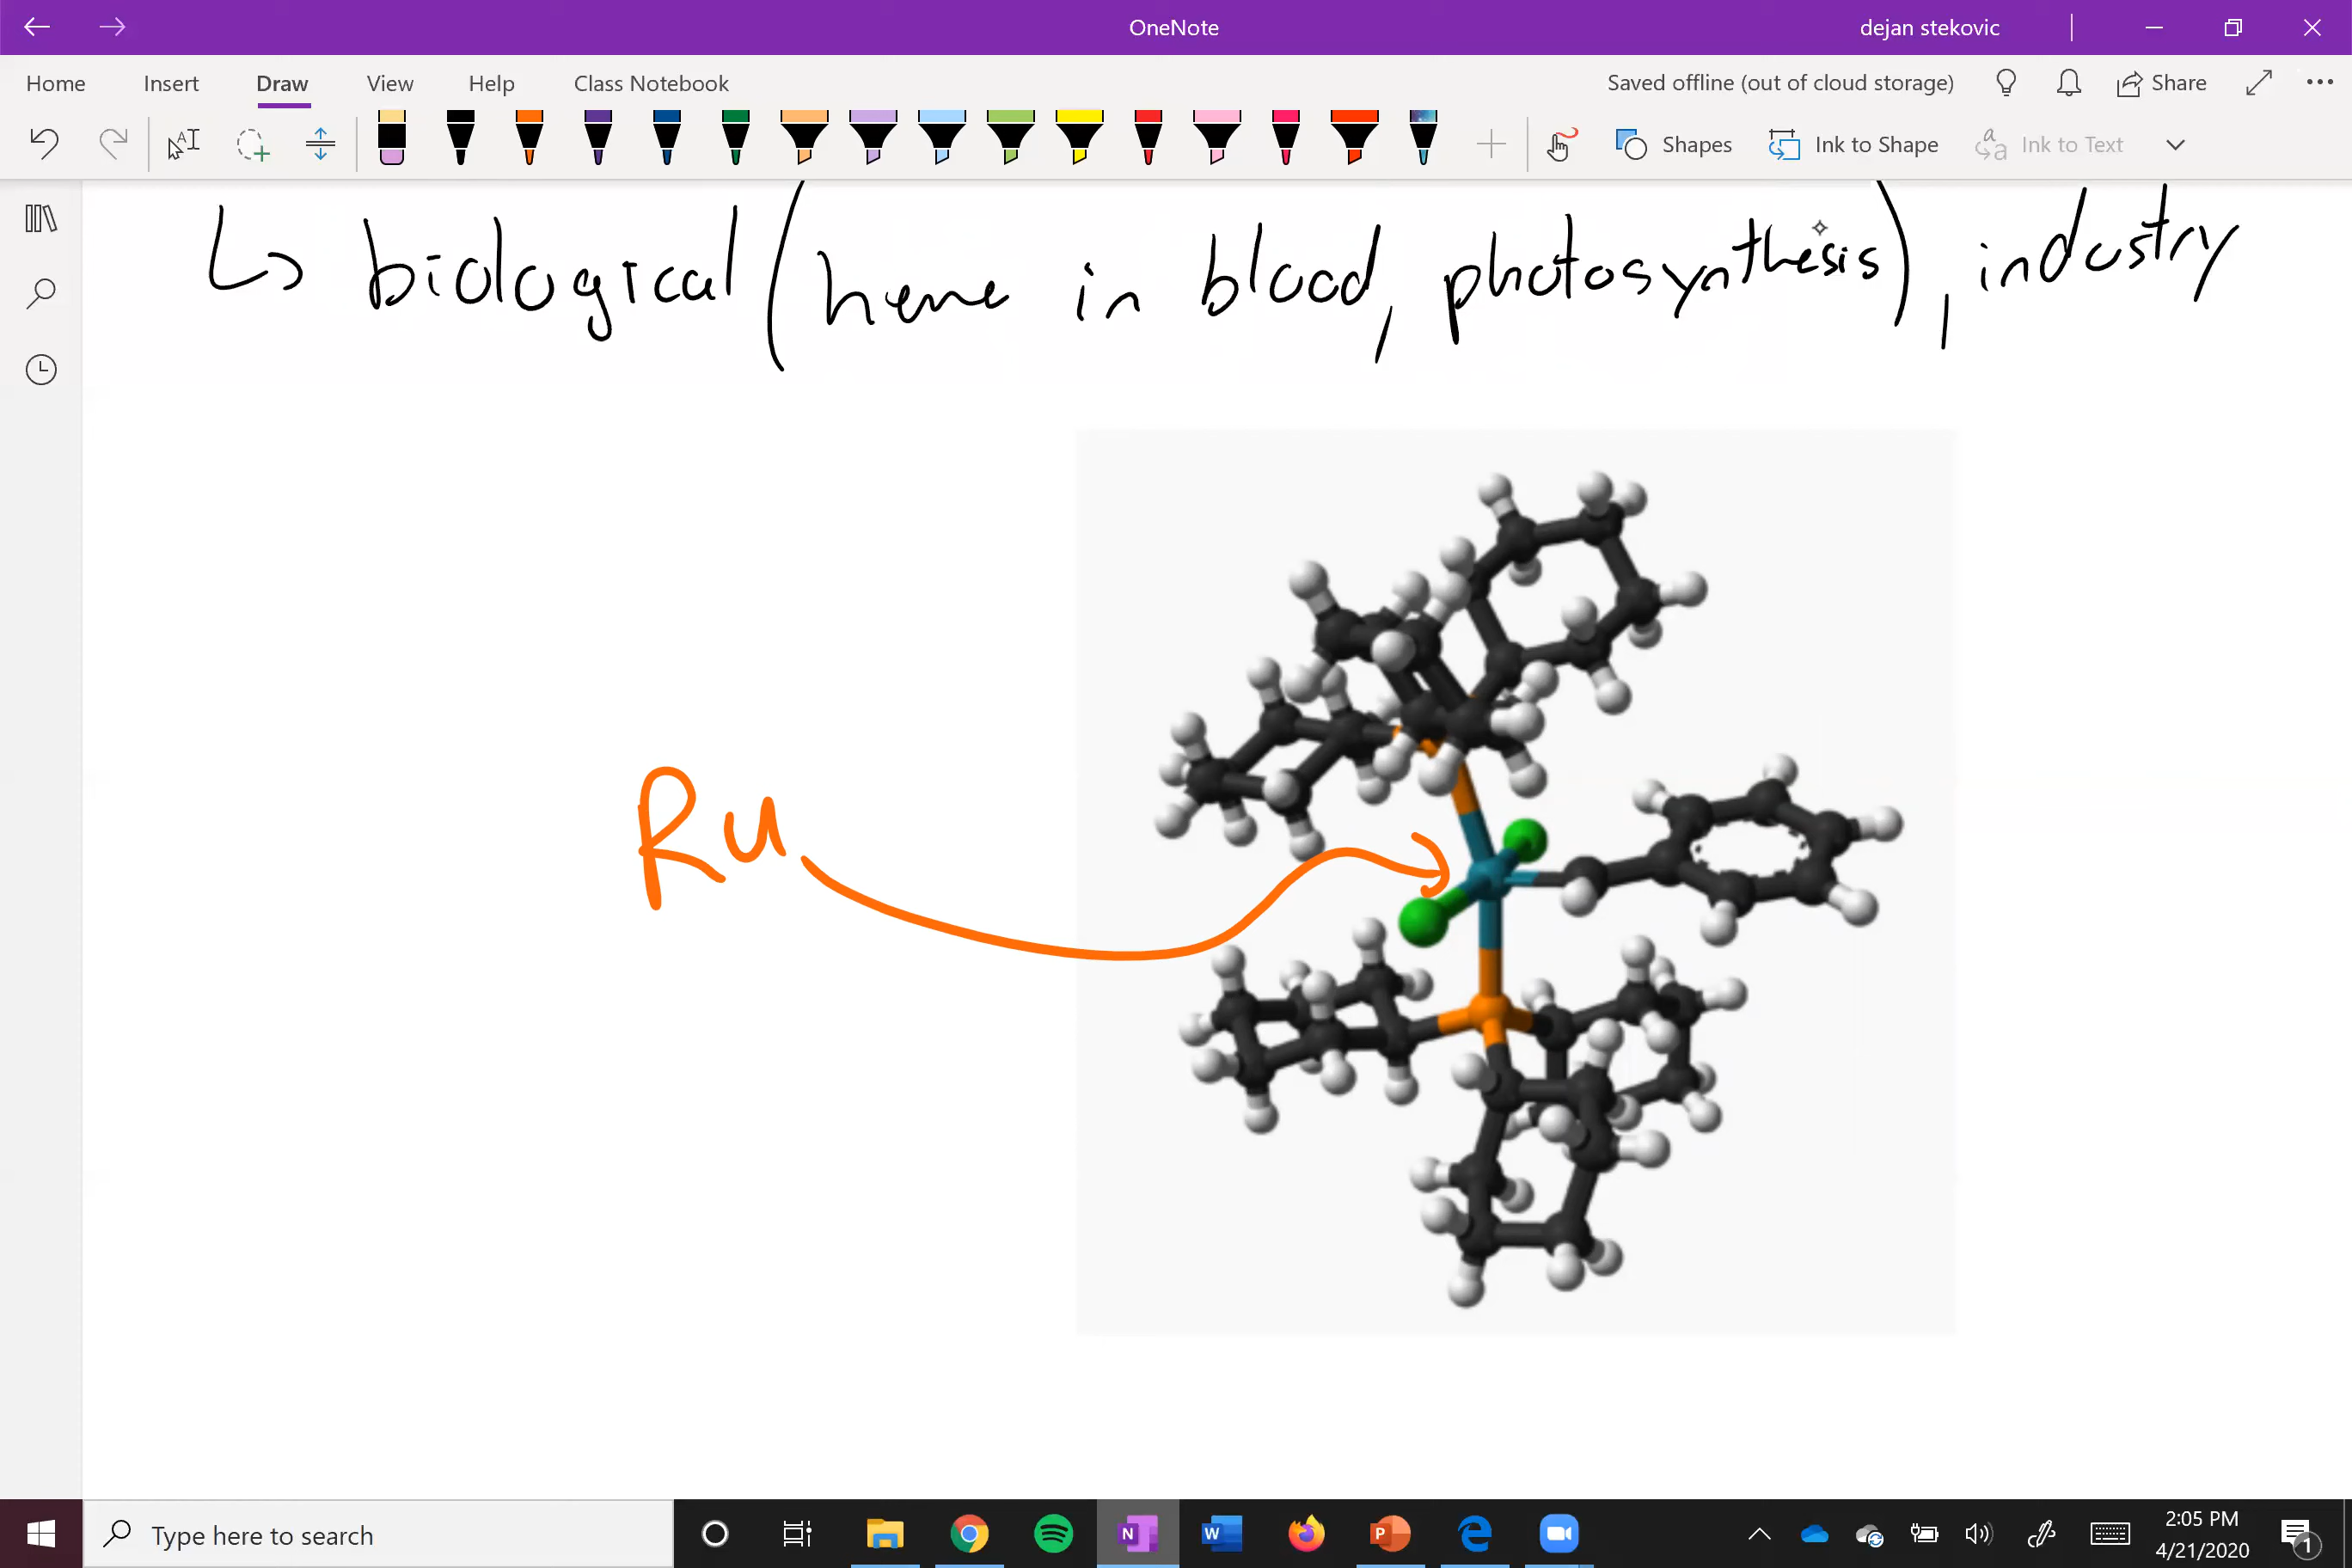 OneNote
dejan stekovic
Home Insert Draw View Help Class Notebook
Saved offline (out of cloud storage) Share
Shapes Ink to Shape Ink to Text
↳ biological (heme in blood, photosynthesis), industry
Ru
Type here to search
2:05 PM
4/21/2020
1